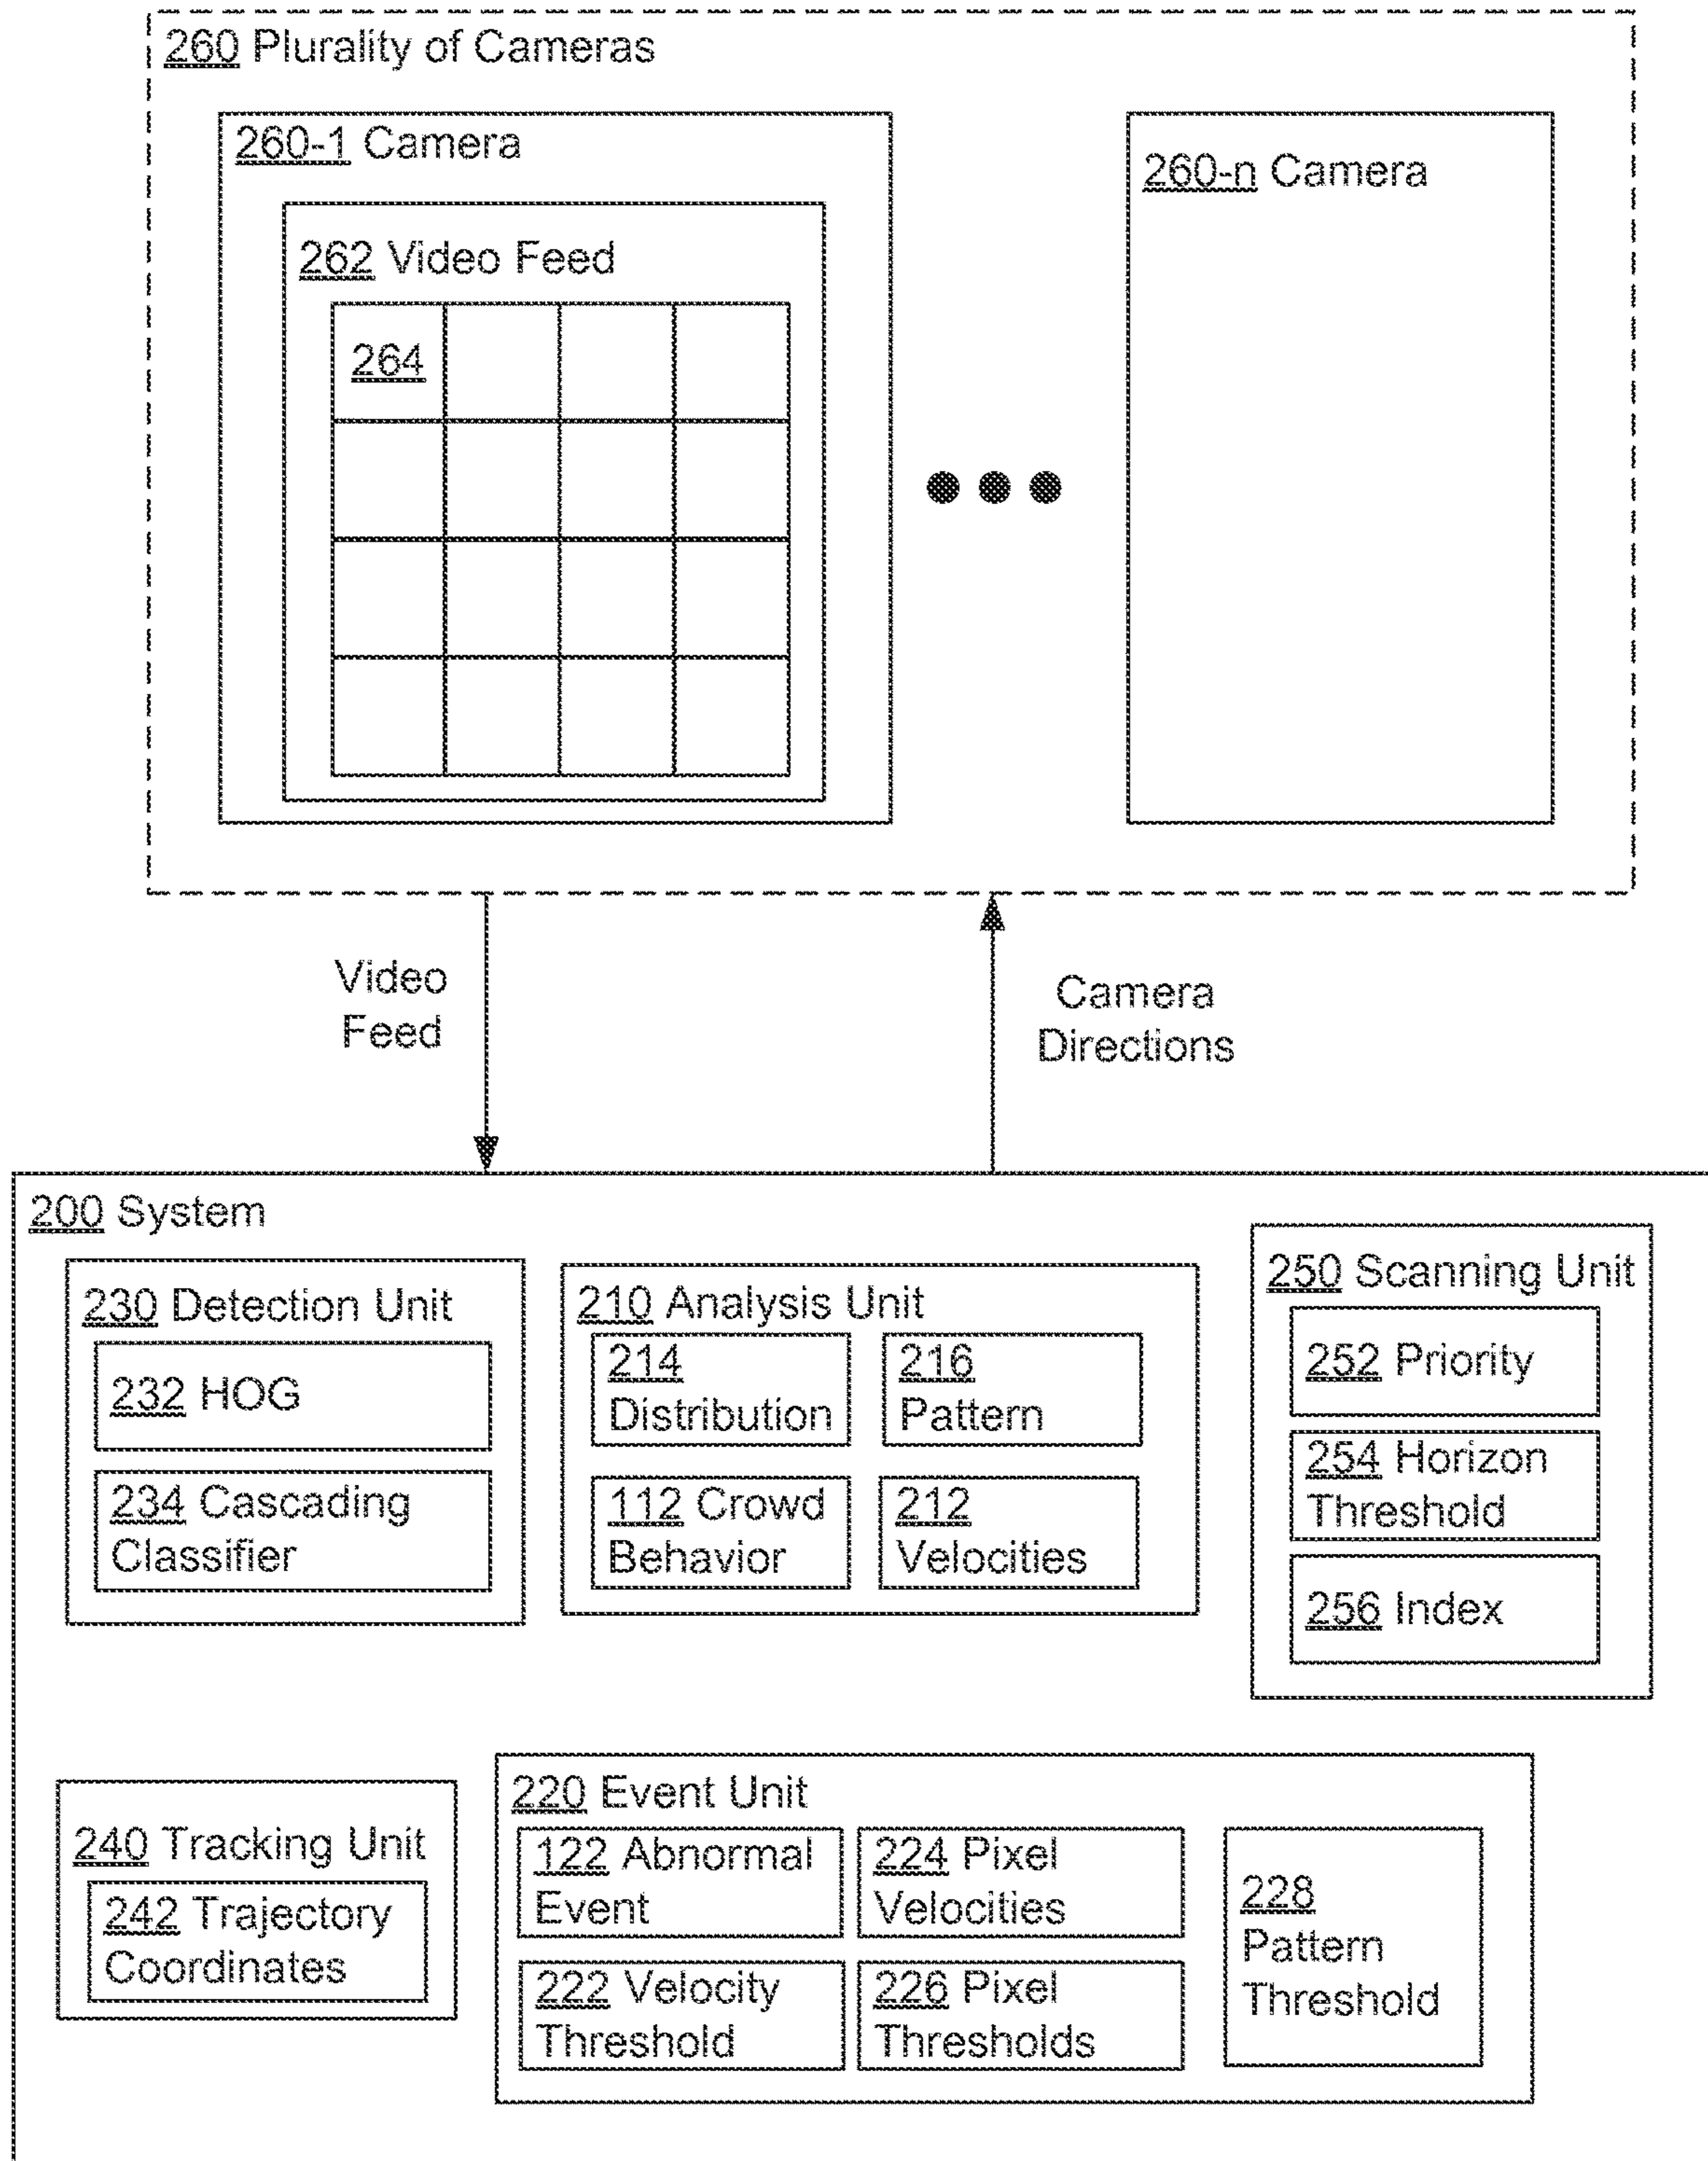 260 Plurality of Cameras
260-1 Camera
260-n Camera
262 Video Feed
264
Video
Feed
Camera
Directions
200 System
230 Detection Unit
232 HOG
234 Cascading
Classifier
210 Analysis Unit
214
Distribution
216
Pattern
112 Crowd
Behavior
212
Velocities
250 Scanning Unit
252 Priority
254 Horizon
Threshold
256 Index
240 Tracking Unit
242 Trajectory
Coordinates
220 Event Unit
122 Abnormal
Event
224 Pixel
Velocities
222 Velocity
Threshold
226 Pixel
Thresholds
228
Pattern
Threshold